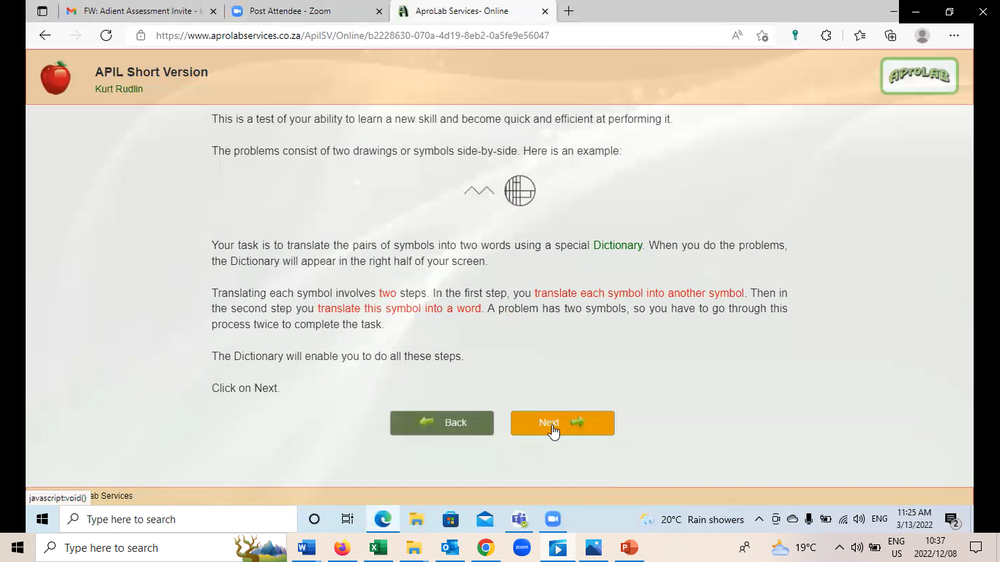 FW: Adient Assessment Invite - k
Post Attendee - Zoom
AproLab Services- Online
https://www.aprolabservices.co.za/ApilSV/Online/b2228630-070a-4d19-8eb2-0a5fe9e56047
APIL Short Version
Kurt Rudlin
AProLAB
This is a test of your ability to learn a new skill and become quick and efficient at performing it.
The problems consist of two drawings or symbols side-by-side. Here is an example:
Your task is to translate the pairs of symbols into two words using a special Dictionary. When you do the problems,
the Dictionary will appear in the right half of your screen.
Translating each symbol involves two steps. In the first step, you translate each symbol into another symbol. Then in
the second step you translate this symbol into a word. A problem has two symbols, so you have to go through this
process twice to complete the task.
The Dictionary will enable you to do all these steps.
Click on Next.
Back
Next
javascript:void()
ab Services
Type here to search
20°C Rain showers
ENG
11:25 AM
3/13/2022
2
Type here to search
zoom
19°C
ENG
US
10:37
2022/12/08